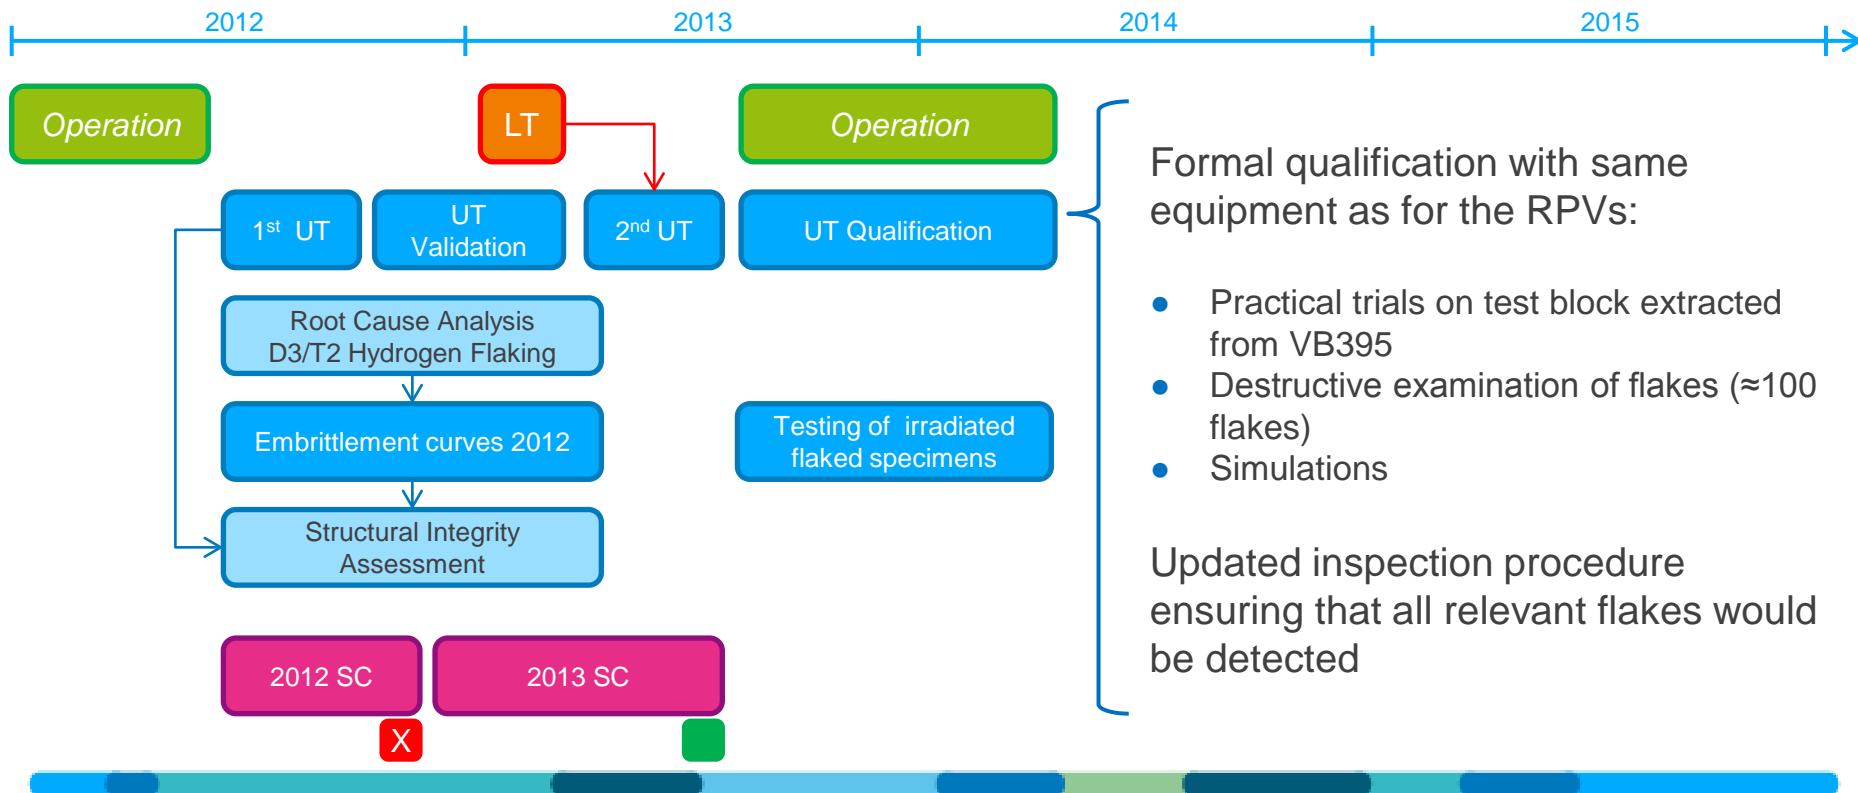 2012
2013
2014
2015
Operation
LT
Operation
1st UT
UT
Validation
2nd UT
UT Qualification
Root Cause Analysis
D3/T2 Hydrogen Flaking
Embrittlement curves 2012
Testing of irradiated
flaked specimens
Structural Integrity
Assessment
2012 SC
2013 SC
X
Formal qualification with same
equipment as for the RPVs:
● Practical trials on test block extracted
from VB395
● Destructive examination of flakes (≈100
flakes)
● Simulations
Updated inspection procedure
ensuring that all relevant flakes would
be detected